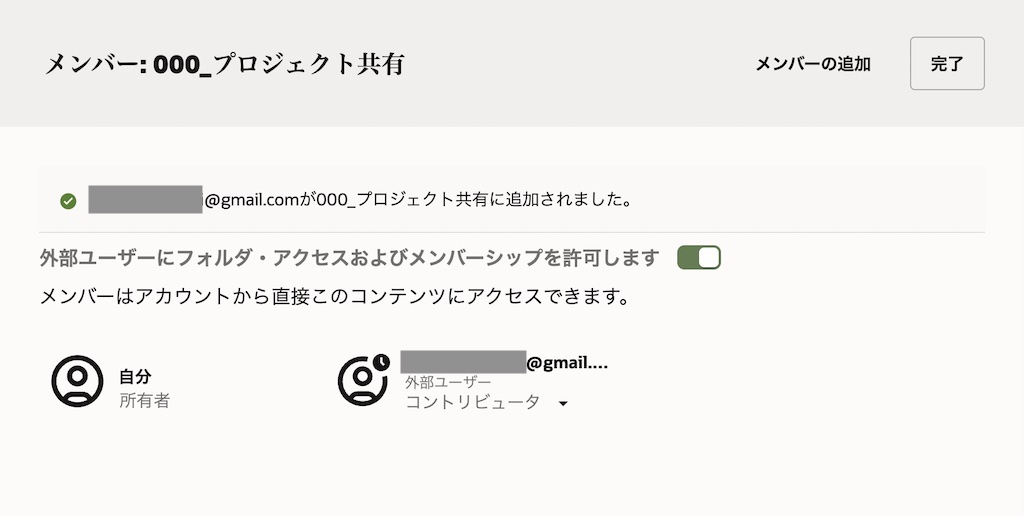 メンバー: 000_プロジェクト共有
メンバーの追加
完了
@gmail.comが000_プロジェクト共有に追加されました。
外部ユーザーにフォルダ・アクセスおよびメンバーシップを許可します
メンバーはアカウントから直接このコンテンツにアクセスできます。
自分
所有者
@gmail....
外部ユーザー
コントリビュータ